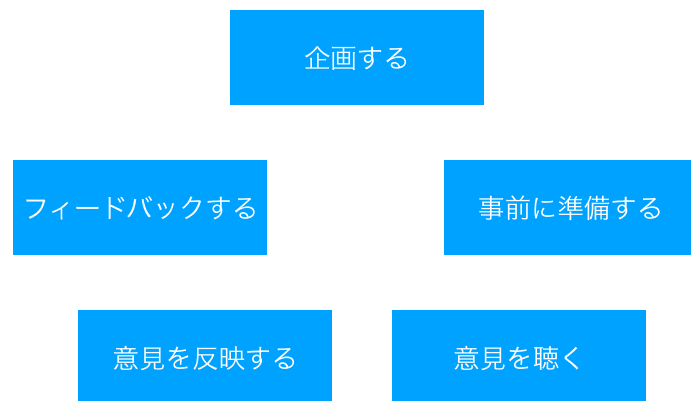 企画する
フィードバックする
事前に準備する
意見を反映する
意見を聴く